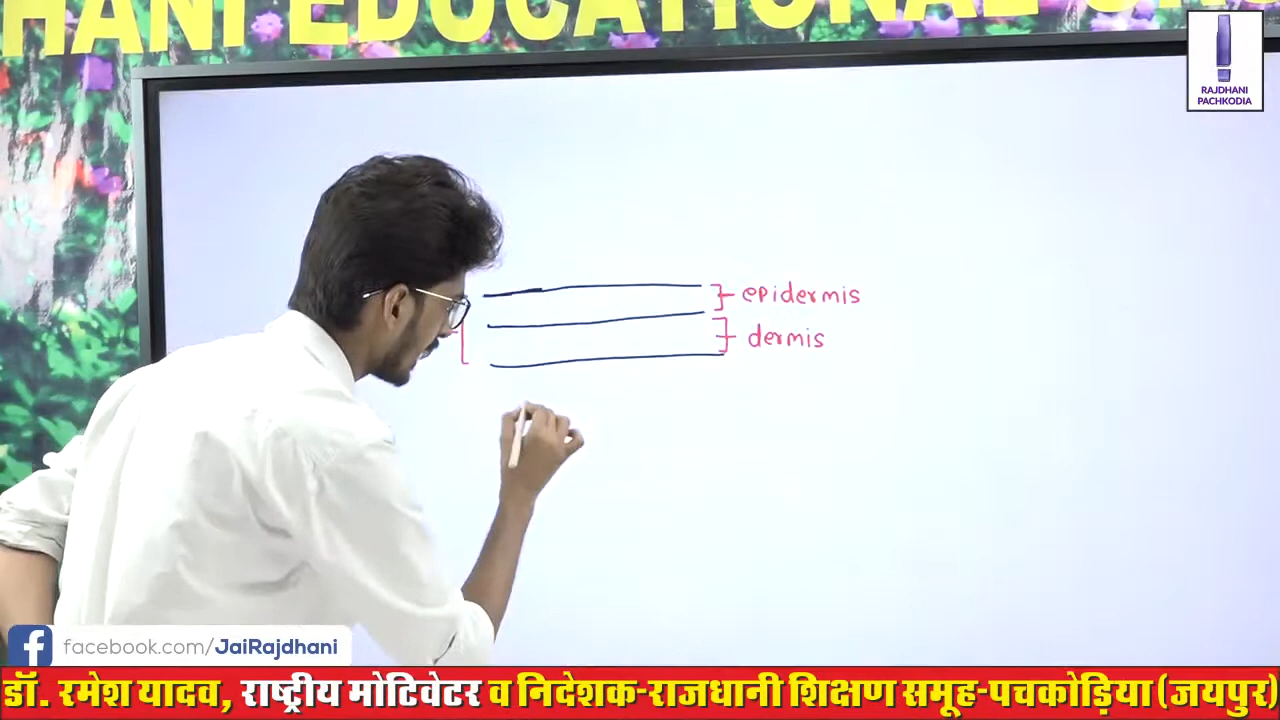 HANI EDUCATIONAL
RAJDHANI
PACHKODIA
epidermis
dermis
facebook.com/JaiRajdhani
डॉ. रमेश यादव, राष्ट्रीय मोटिवेटर व निदेशक-राजधानी शिक्षण समूह-पचकोड़िया (जयपुर)